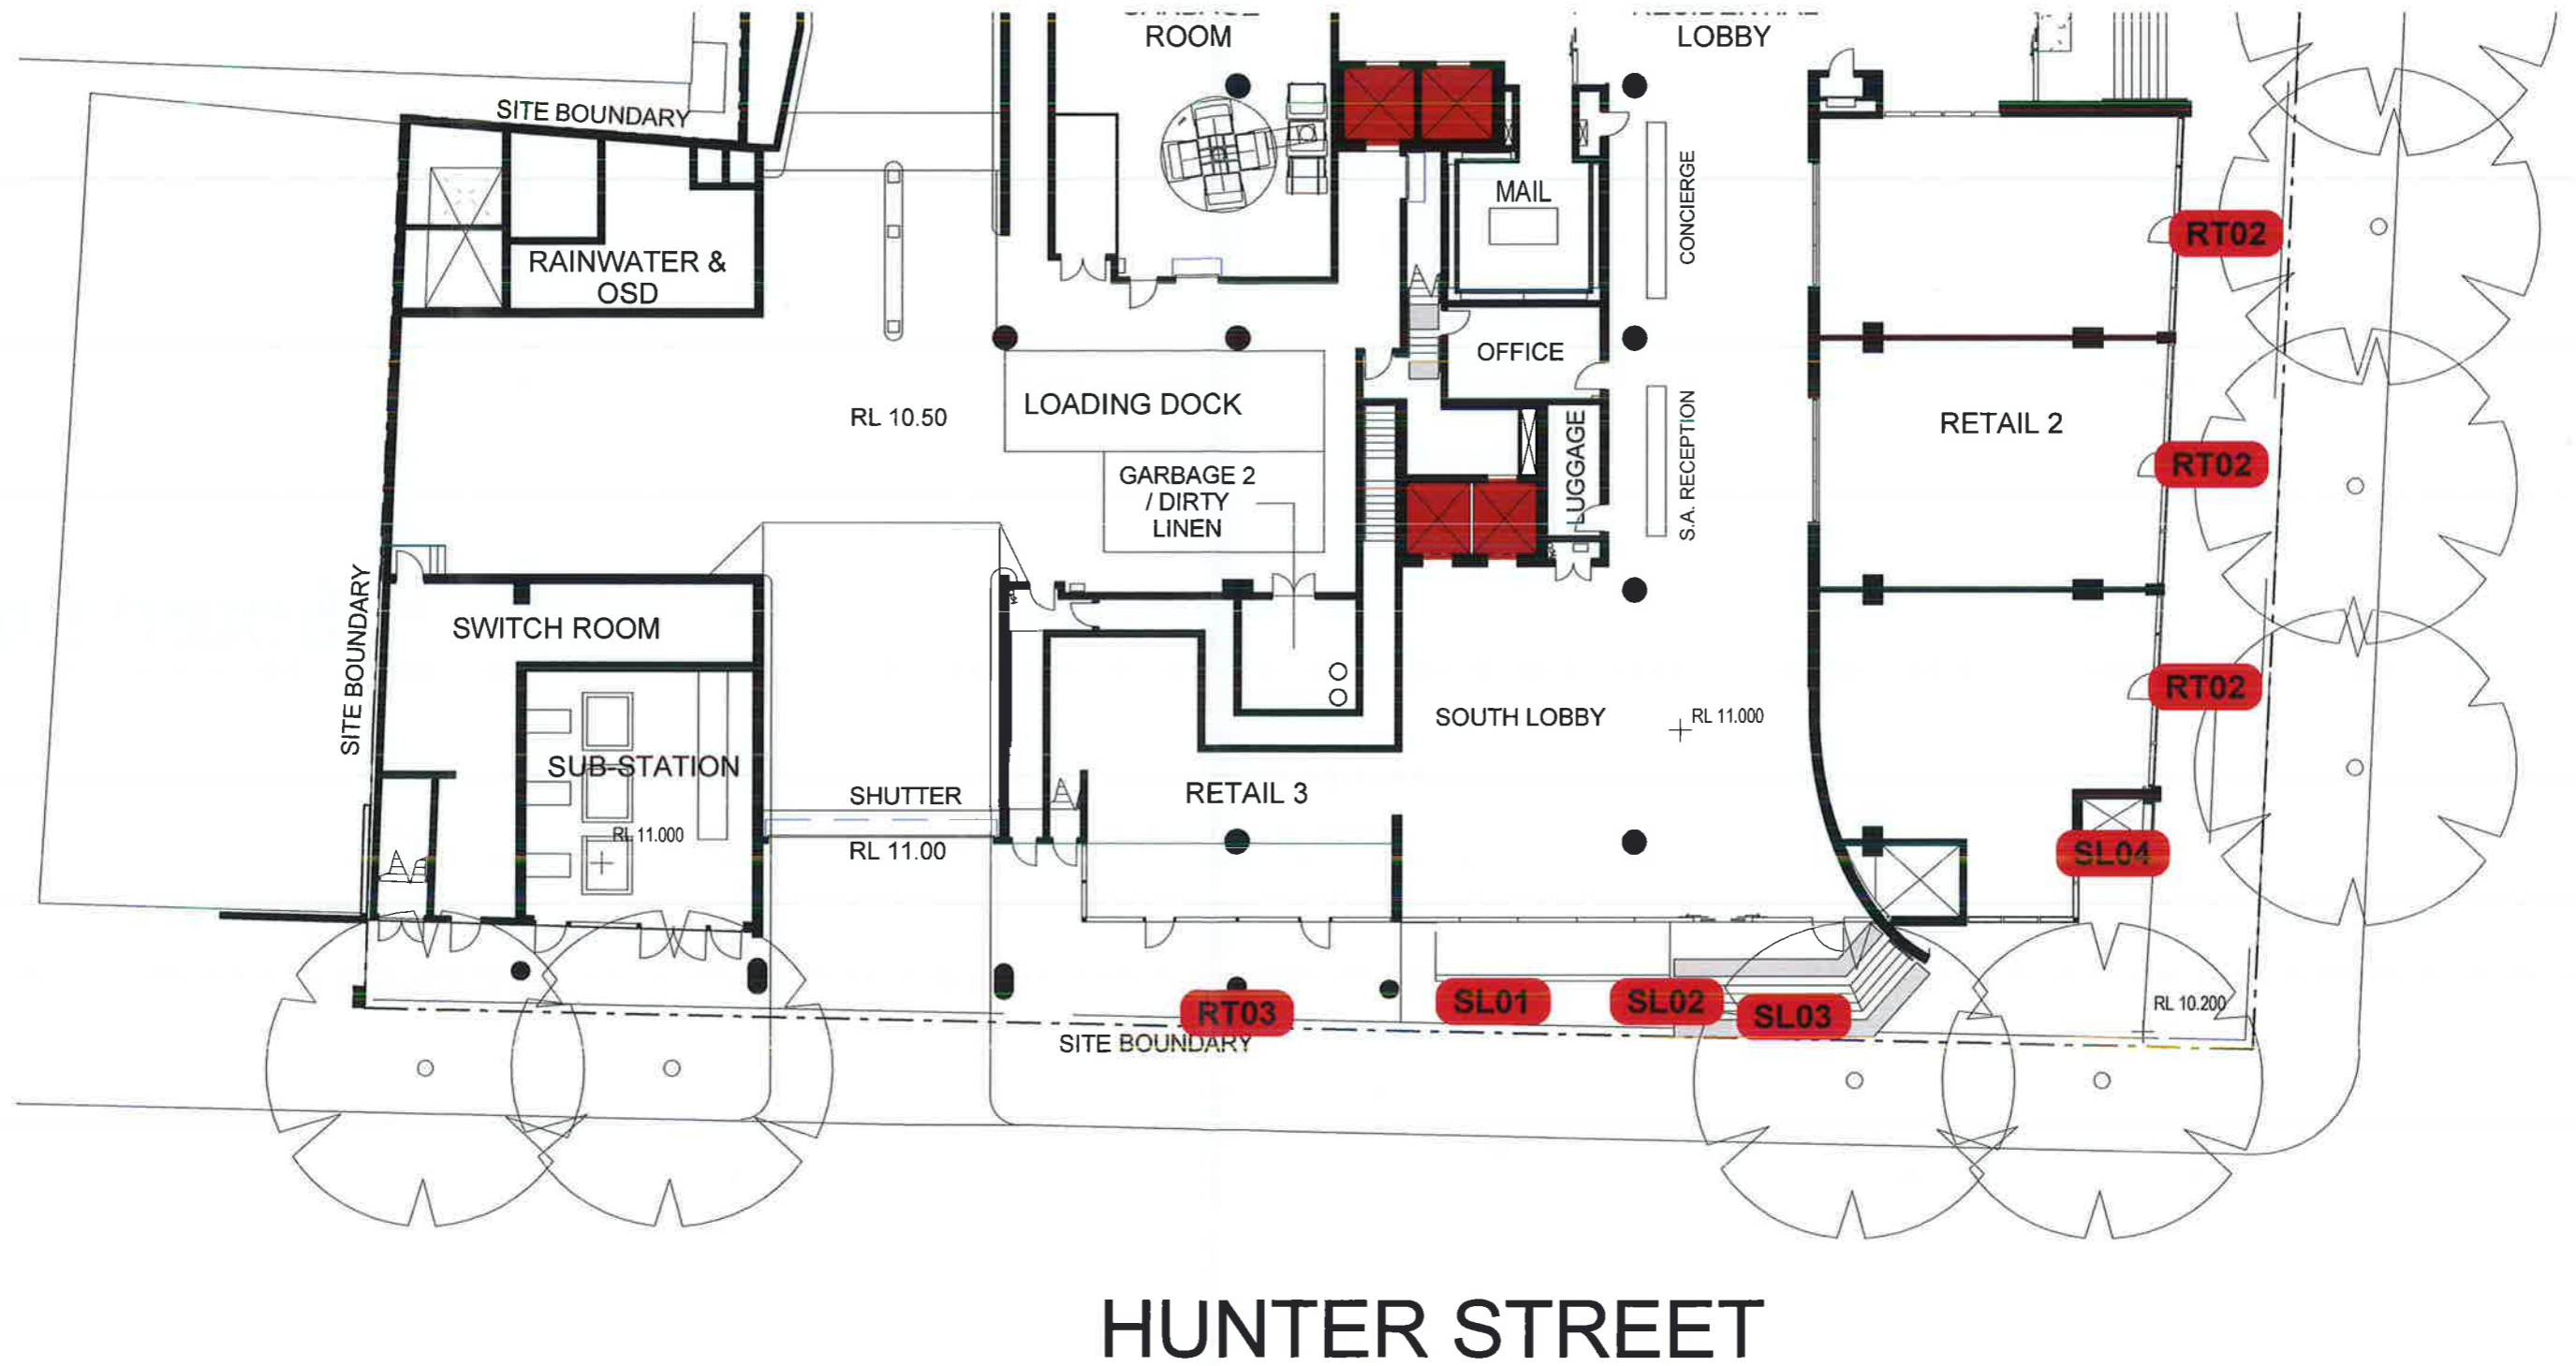 ROOM
LOBBY
SITE BOUNDARY
MAIL
CONCIERGE
RT02
RAINWATER &
OSD
OFFICE
LOADING DOCK
RL 10.50
LUGGAGE
S.A. RECEPTION
RETAIL 2
RT02
GARBAGE 2
/ DIRTY
LINEN
SITE BOUNDARY
SWITCH ROOM
RT02
SOUTH LOBBY
RL 11.000
SUB-STATION
RETAIL 3
SHUTTER
RL 11.000
RL 11.00
SL04
RT03
SL01
SL02
SL03
RL 10.200
SITE BOUNDARY
HUNTER STREET